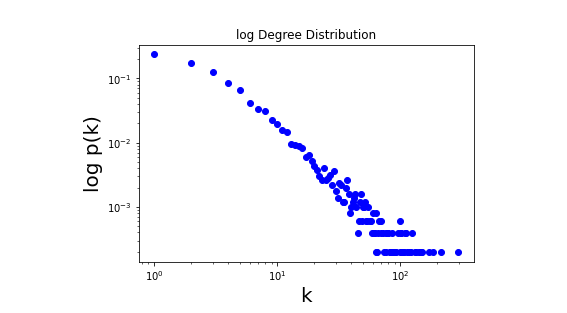 log Degree Distribution
log p(k)
10⁻¹
10⁻²
10⁻³
10⁰
10¹
10²
k